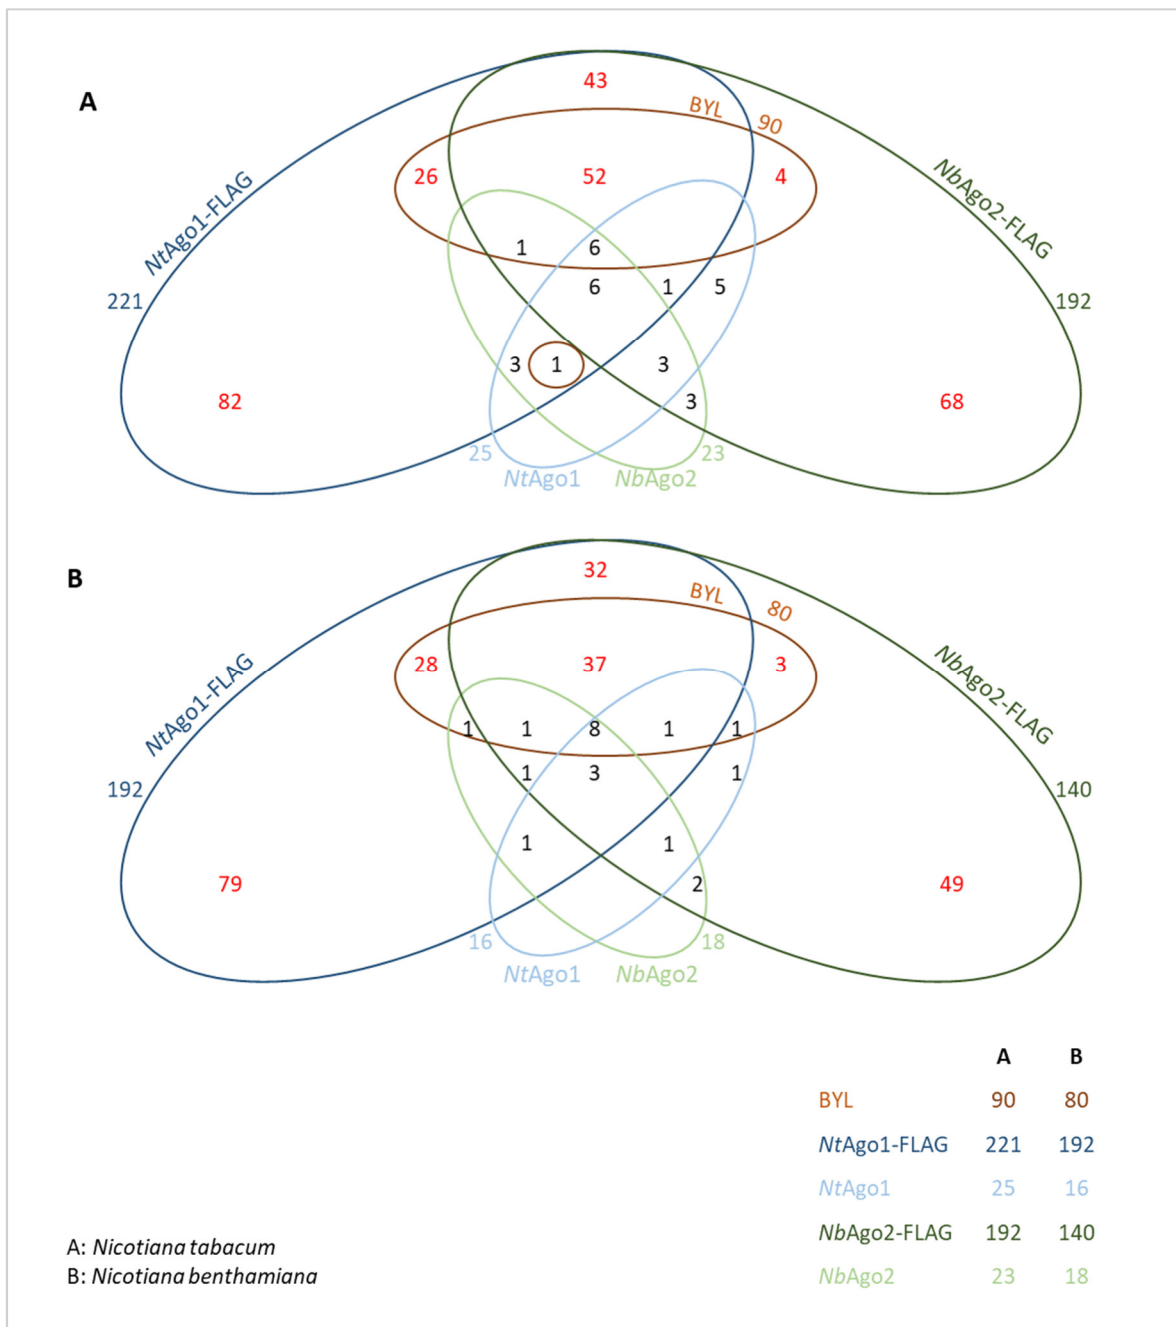 A
43
BYL
90
26
52
4
NtAgo1-FLAG
NbAgo2-FLAG
1
6
221
6
1
5
192
3
1
3
82
3
68
25
23
NtAgo1
NbAgo2
B
32
BYL
80
28
37
3
NtAgo1-FLAG
NbAgo2-FLAG
1
1
8
1
1
1
3
1
192
140
1
1
79
2
49
16
18
NtAgo1
NbAgo2
A B
BYL 90 80
NtAgo1-FLAG 221 192
NtAgo1 25 16
NbAgo2-FLAG 192 140
NbAgo2 23 18
A: Nicotiana tabacum
B: Nicotiana benthamiana